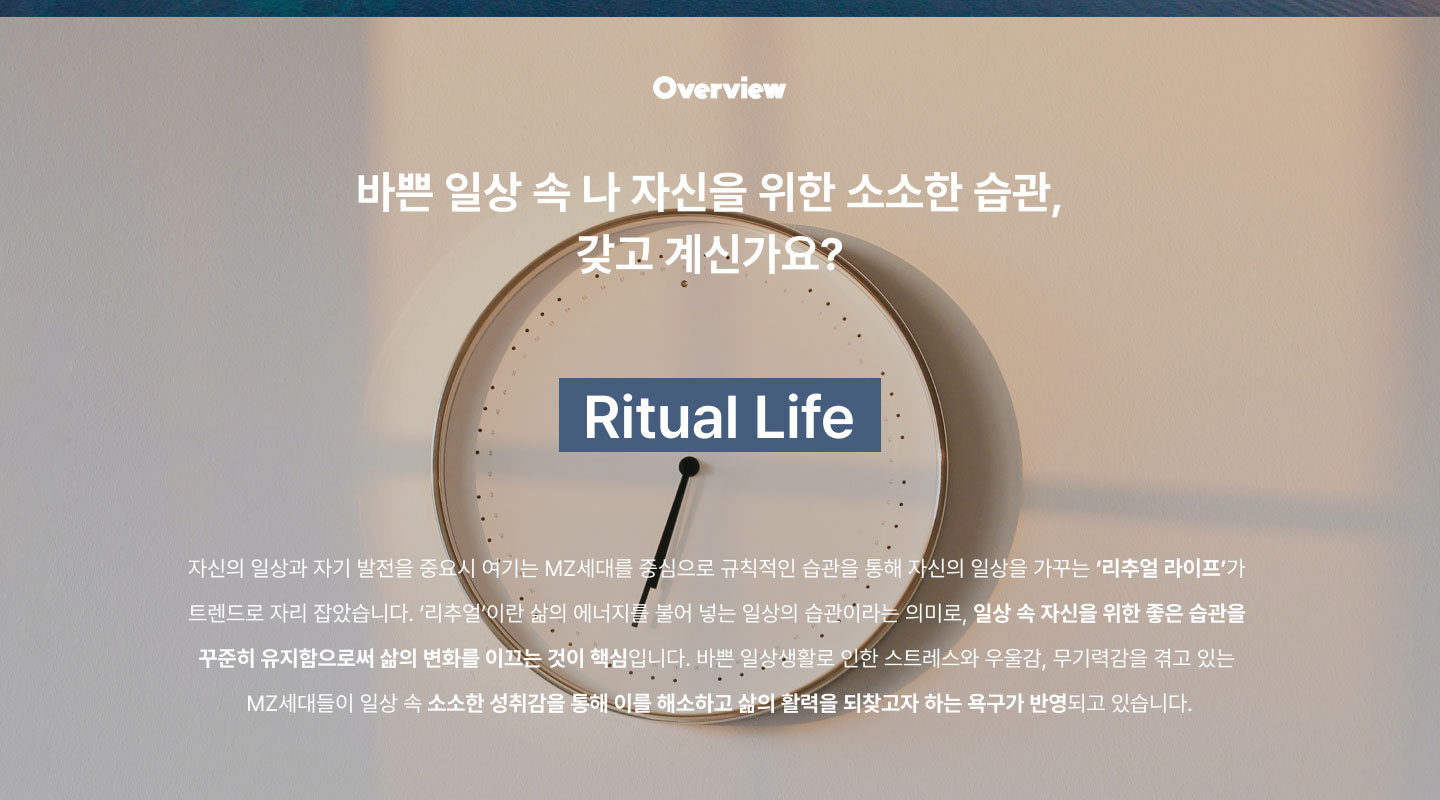 Overview
바쁜 일상 속 나 자신을 위한 소소한 습관,
갖고 계신가요?
Ritual Life
자신의 일상과 자기 발전을 중요시 여기는 MZ세대를 중심으로 규칙적인 습관을 통해 자신의 일상을 가꾸는 ‘리추얼 라이프’가
트렌드로 자리 잡았습니다. ‘리추얼’이란 삶의 에너지를 불어 넣는 일상의 습관이라는 의미로, 일상 속 자신을 위한 좋은 습관을
꾸준히 유지함으로써 삶의 변화를 이끄는 것이 핵심입니다. 바쁜 일상생활로 인한 스트레스와 우울감, 무기력감을 겪고 있는
MZ세대들이 일상 속 소소한 성취감을 통해 이를 해소하고 삶의 활력을 되찾고자 하는 욕구가 반영되고 있습니다.